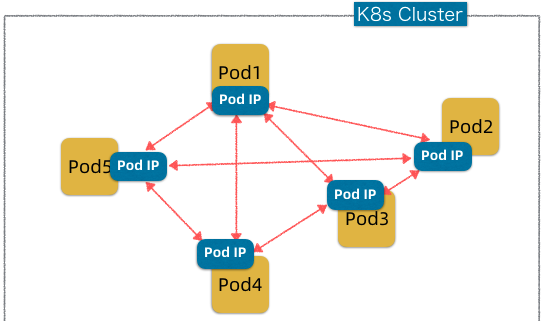 K8s Cluster
Pod1
Pod IP
Pod2
Pod IP
Pod5
Pod IP
Pod IP
Pod3
Pod IP
Pod4